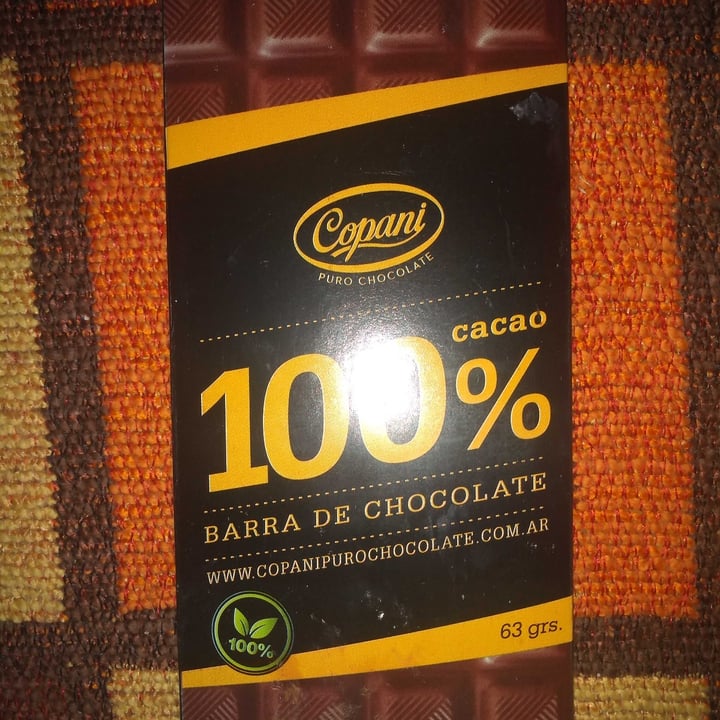 Copani
PURO CHOCOLATE
cacao
100%
BARRA DE CHOCOLATE
WWW.COPANIPUROCHOCOLATE.COM.AR
100%
63 grs.